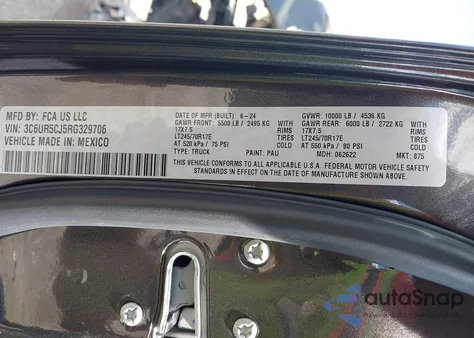 MFD BY: FCA US LLC
VIN: 3C6UR5CJ5RG329706
VEHICLE MADE IN: MEXICO
DATE OF MFR (BUILT): 6-24
GAWR FRONT: 5500 LB / 2495 KG
17X7.5 RIMS
LT245/70R17E TIRES
AT 520 kPa / 75 PSI COLD
TYPE: TRUCK PAINT: PAU MDH: 062622
GVWR: 10000 LB / 4536 KG
GAWR REAR: 6000 LB / 2722 KG
17X7.5 RIMS
LT245/70R17E TIRES
AT 550 kPa / 80 PSI COLD
MKT: 875
THIS VEHICLE CONFORMS TO ALL APPLICABLE U.S.A. FEDERAL MOTOR VEHICLE SAFETY
STANDARDS IN EFFECT ON THE DATE OF MANUFACTURE SHOWN ABOVE.
autoSnap